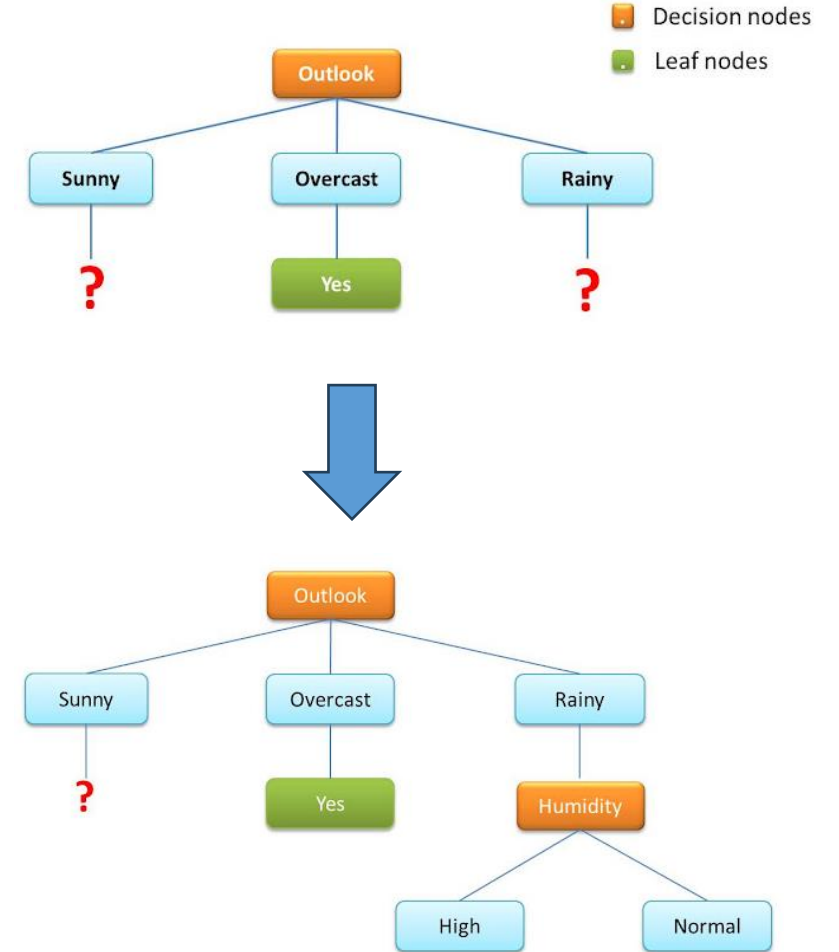 Decision nodes
Leaf nodes
Outlook
Sunny Overcast Rainy
? Yes ?
Outlook
Sunny Overcast Rainy
? Yes Humidity
High Normal